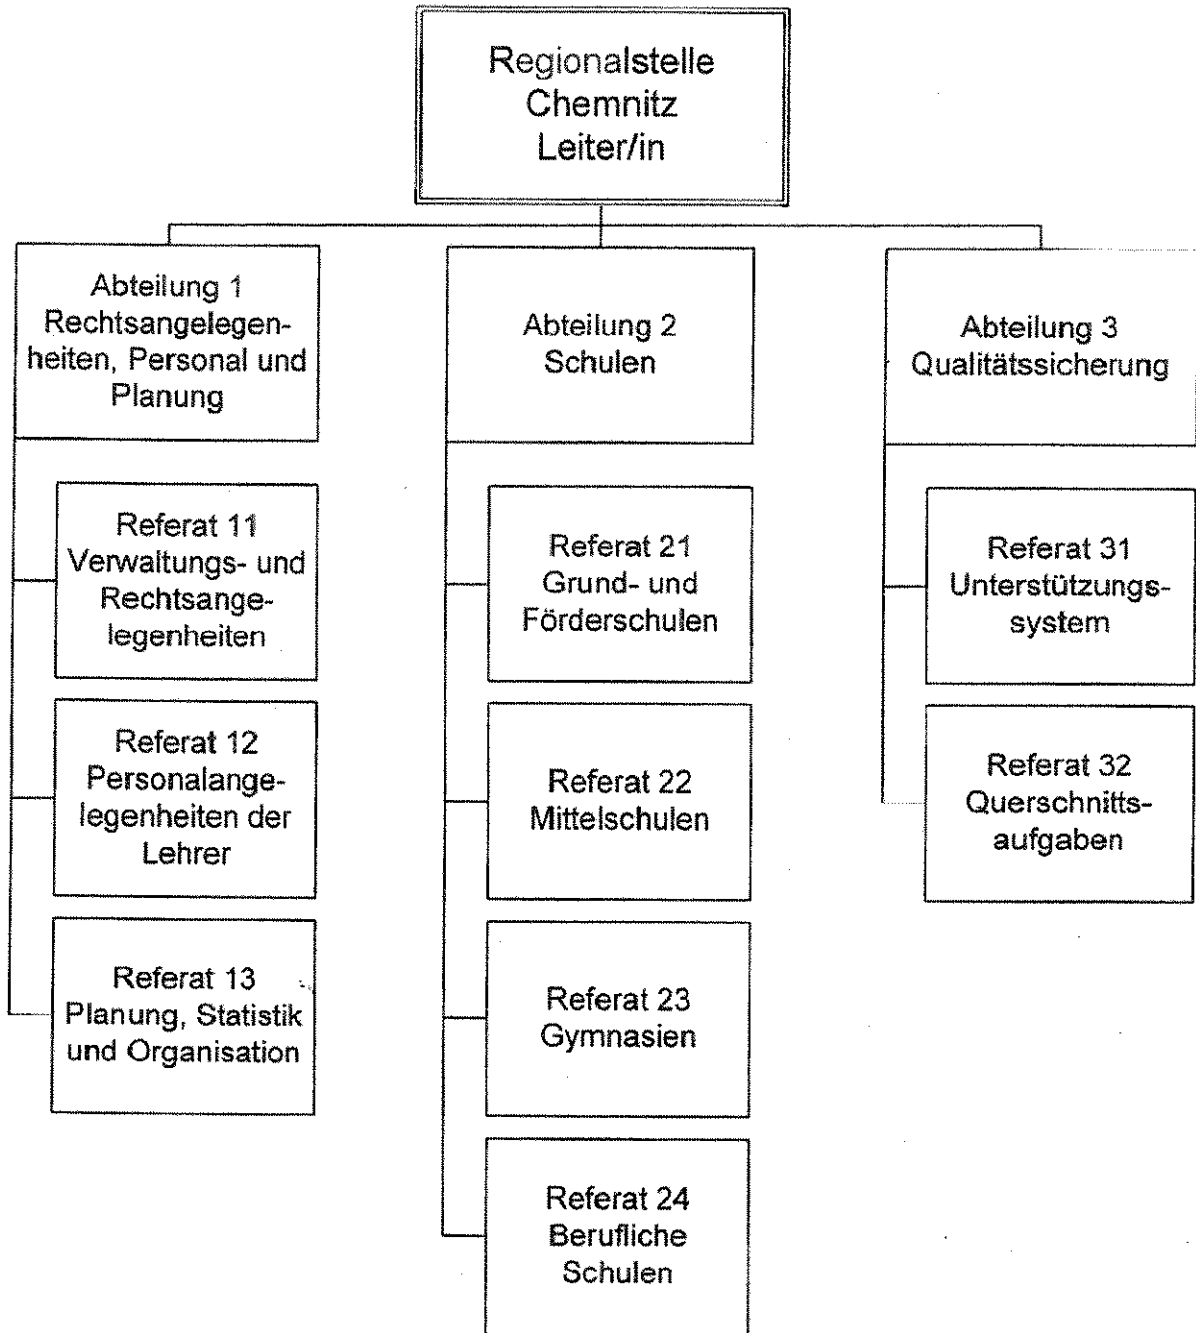 Regionalstelle
Chemnitz
Leiter/in
Abteilung 1
Rechtsangelegen-
heiten, Personal und
Planung
Referat 11
Verwaltungs- und
Rechtsange-
legenheiten
Referat 12
Personalange-
legenheiten der
Lehrer
Referat 13
Planung, Statistik
und Organisation
Abteilung 2
Schulen
Referat 21
Grund- und
Förderschulen
Referat 22
Mittelschulen
Referat 23
Gymnasien
Referat 24
Berufliche
Schulen
Abteilung 3
Qualitätssicherung
Referat 31
Unterstützungs-
system
Referat 32
Querschnitts-
aufgaben